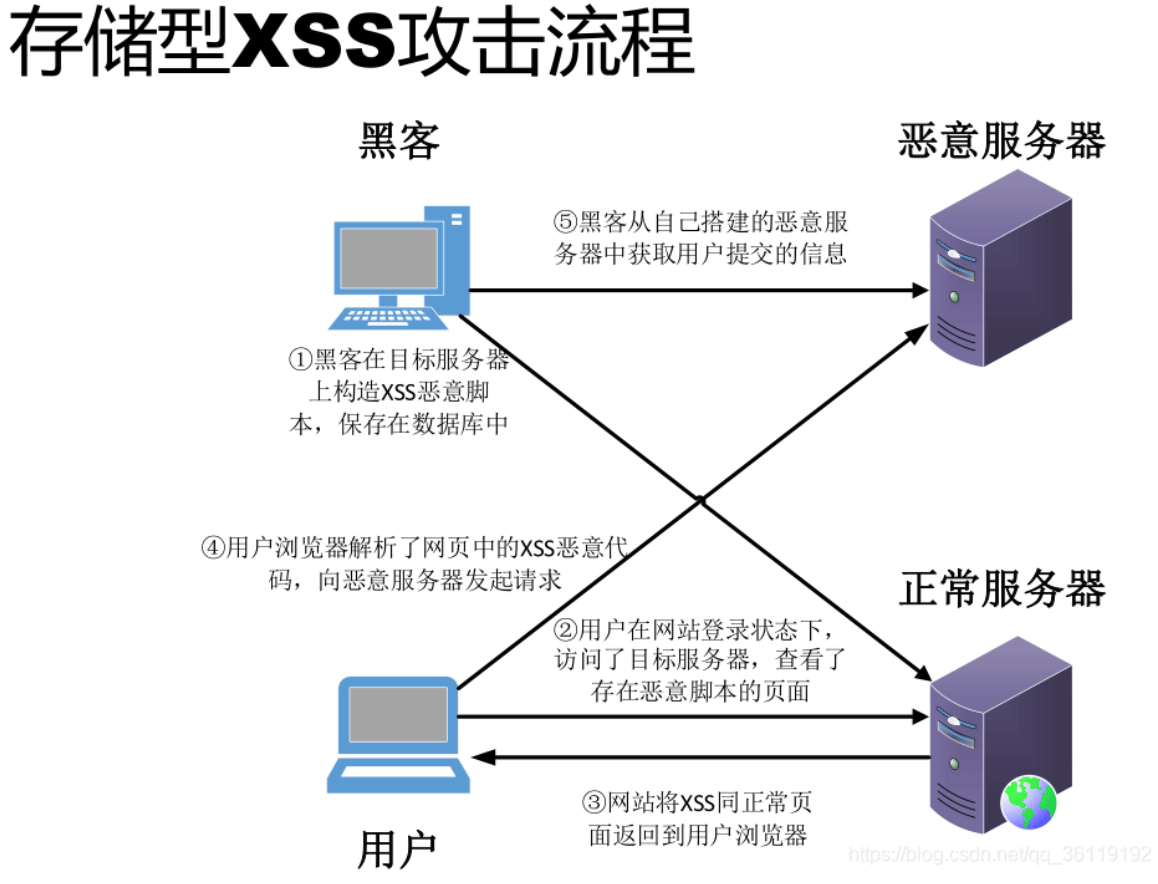 存储型XSS攻击流程
黑客
恶意服务器
⑤黑客从自己搭建的恶意服
务器中获取用户提交的信息
①黑客在目标服务器
上构造XSS恶意脚
本，保存在数据库中
④用户浏览器解析了网页中的XSS恶意代
码，向恶意服务器发起请求
正常服务器
②用户在网站登录状态下，
访问了目标服务器，查看了
存在恶意脚本的页面
③网站将XSS同正常页
面返回到用户浏览器
用户
https://blog.csdn.net/qq_36119192